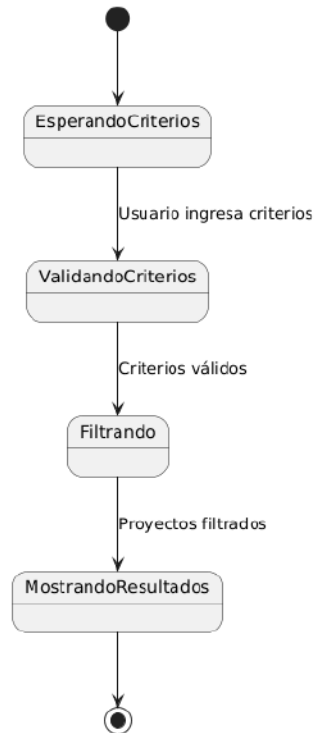 EsperandoCriterios
Usuario ingresa criterios
ValidandoCriterios
Criterios válidos
Filtrando
Proyectos filtrados
MostrandoResultados